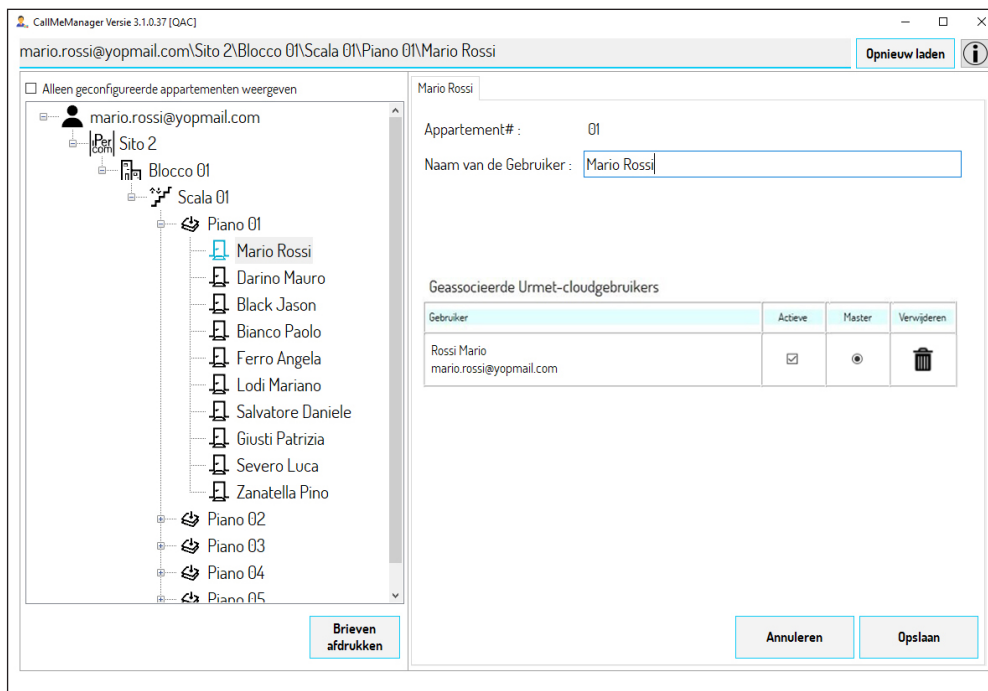 CallMeManager Versie 3.1.0.37 [QAC]
mario.rossi@yopmail.com\Sito 2\Blocco 01\Scala 01\Piano 01\Mario Rossi
Opnieuw laden
i
Alleen geconfigureerde appartementen weergeven
mario.rossi@yopmail.com
iPer com Sito 2
Blocco 01
Scala 01
Piano 01
Mario Rossi
Darino Mauro
Black Jason
Bianco Paolo
Ferro Angela
Lodi Mariano
Salvatore Daniele
Giusti Patrizia
Severo Luca
Zanatella Pino
Piano 02
Piano 03
Piano 04
Piano 05
Brieven
afdrukken
Mario Rossi
Appartement# : 01
Naam van de Gebruiker : Mario Rossi
Geassocieerde Urmet-cloudgebruikers
Gebruiker Actieve Master Verwijderen
Rossi Mario
mario.rossi@yopmail.com
Annuleren Opslaan